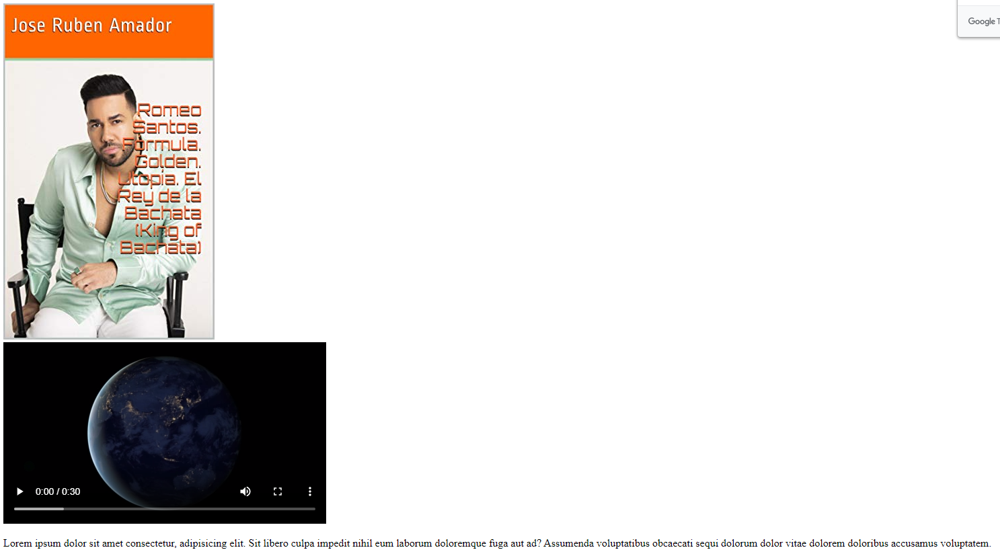 Jose Ruben Amador
Google T
Romeo
Santos.
Formula.
Golden.
Utopia. El
Rey de la
Bachata
(King of
Bachata)
0:00 / 0:30
Lorem ipsum dolor sit amet consectetur, adipisicing elit. Sit libero culpa impedit nihil eum laborum doloremque fuga aut ad? Assumenda voluptatibus obcaecati sequi dolorum dolor vitae dolorem doloribus accusamus voluptatem.